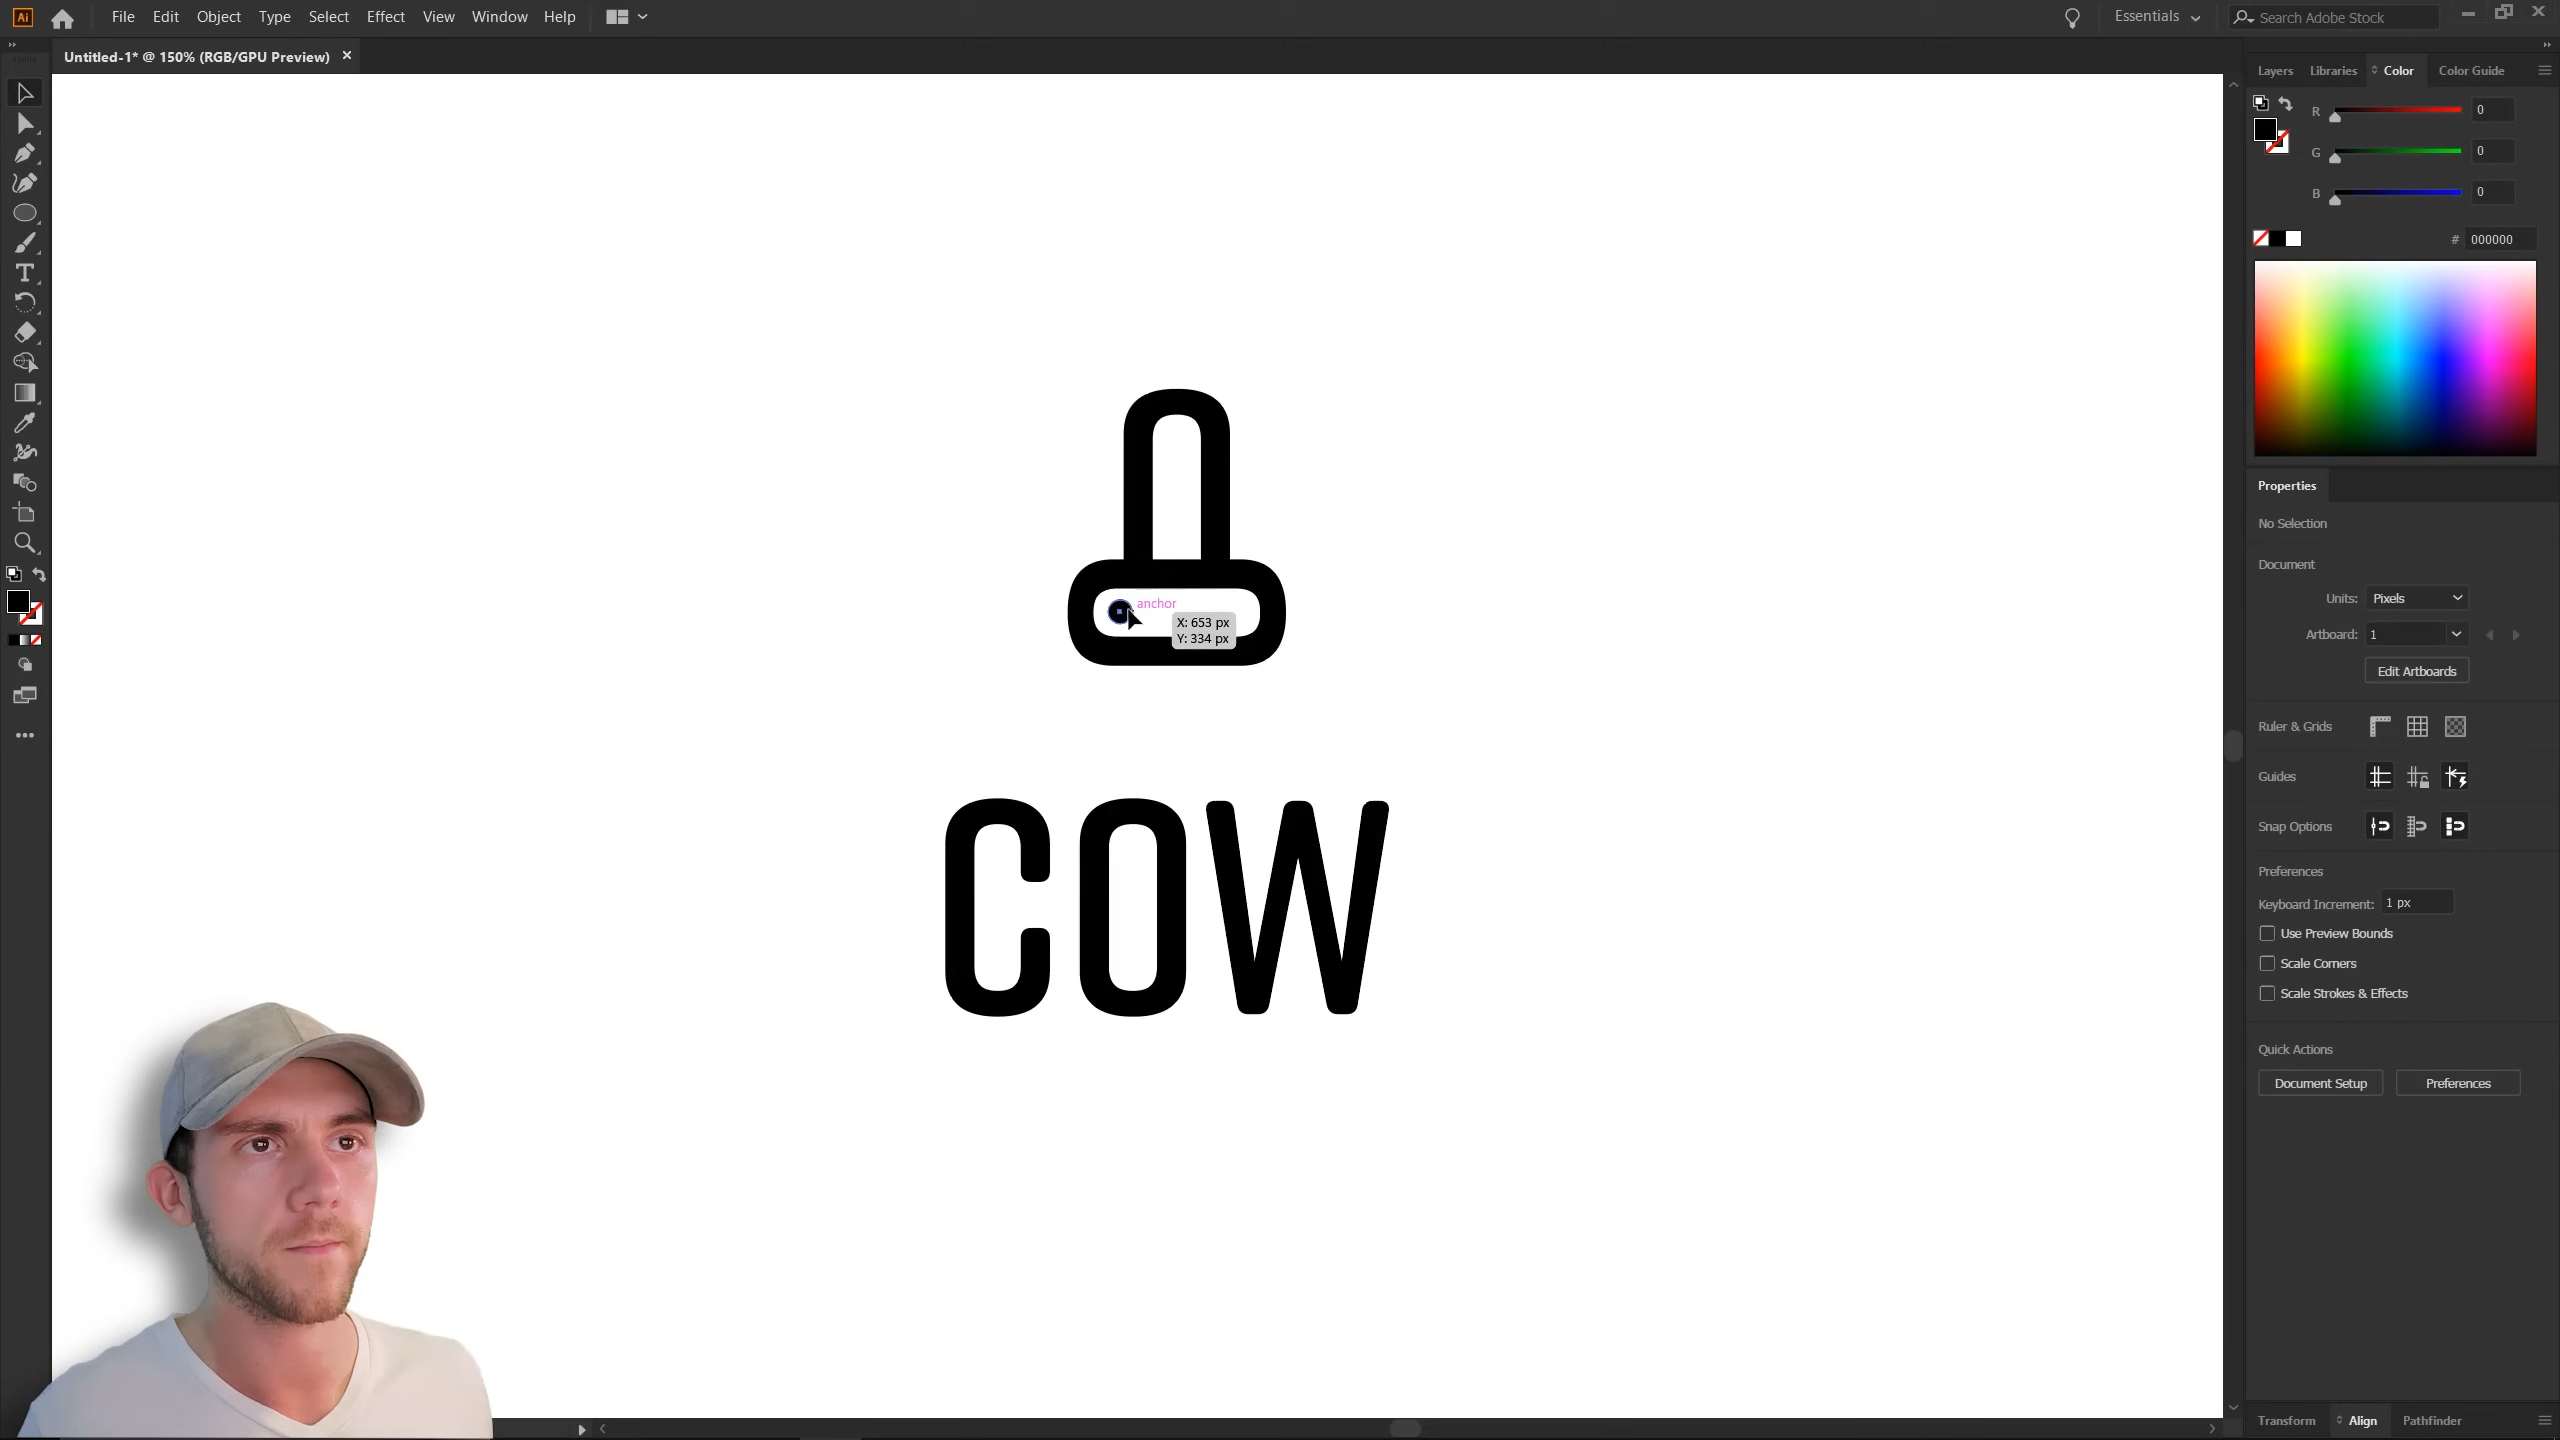 Ai File Edit Object Type Select Effect View Window Help Essentials Search Adobe Stock
Untitled-1* @ 150% (RGB/GPU Preview) ×
Layers Libraries Color Color Guide
R 0
G 0
B 0
# 000000
anchor
X: 653 px
Y: 334 px
COW
Properties
No Selection
Document
Units: Pixels
Artboard: 1
Edit Artboards
Ruler & Grids
Guides
Snap Options
Preferences
Keyboard Increment: 1 px
Use Preview Bounds
Scale Corners
Scale Strokes & Effects
Quick Actions
Document Setup Preferences
Transform Align Pathfinder